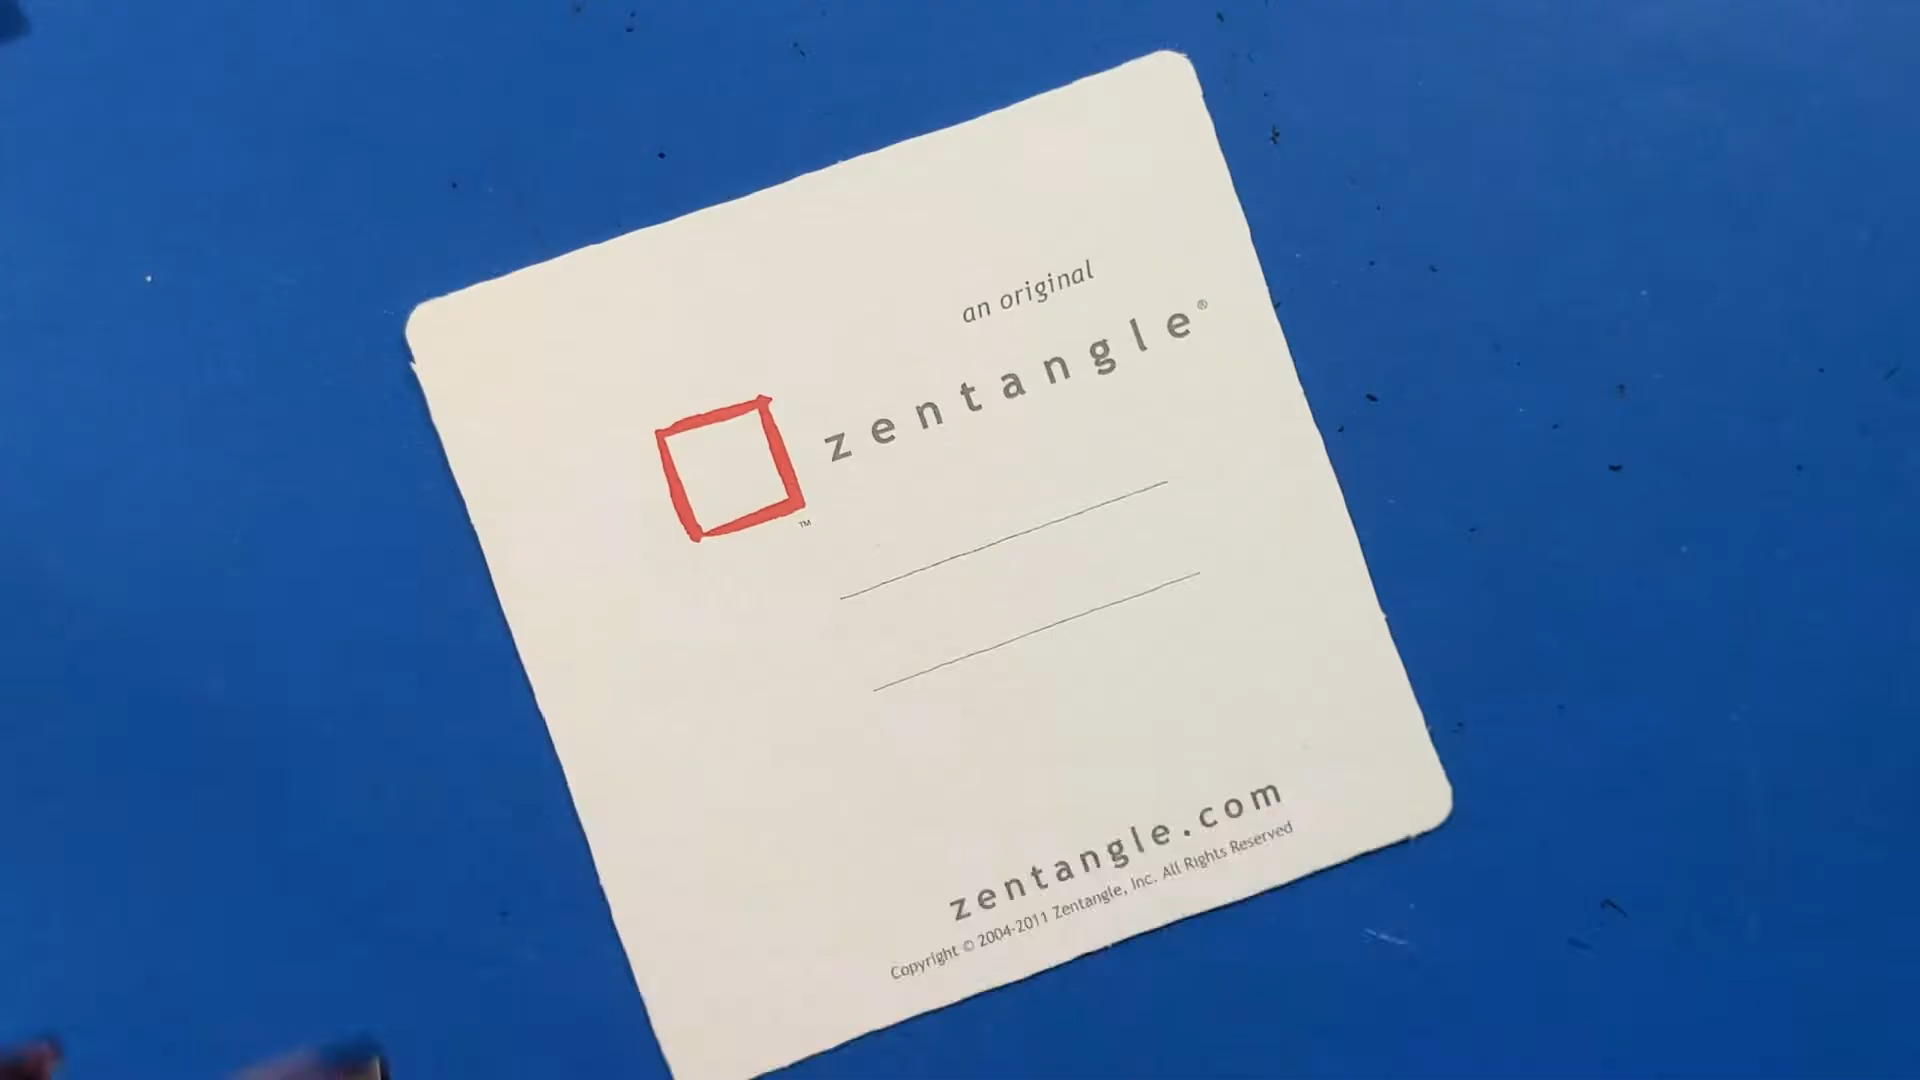 an original
zentangle®
™
zentangle.com
Copyright © 2004-2011 Zentangle, Inc. All Rights Reserved